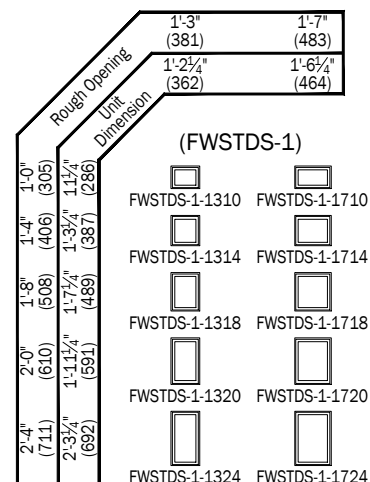 1'-3" 1'-7"
(381) (483)
1'-2¼" 1'-6¼"
(362) (464)
Rough Opening
Unit
Dimension
(FWSTDS-1)
1'-0"
(305)
11¼"
(286)
FWSTDS-1-1310 FWSTDS-1-1710
1'-4"
(406)
1'-3¼"
(387)
FWSTDS-1-1314 FWSTDS-1-1714
1'-8"
(508)
1'-7¼"
(489)
FWSTDS-1-1318 FWSTDS-1-1718
2'-0"
(610)
1'-11¼"
(591)
FWSTDS-1-1320 FWSTDS-1-1720
2'-4"
(711)
2'-3¼"
(692)
FWSTDS-1-1324 FWSTDS-1-1724